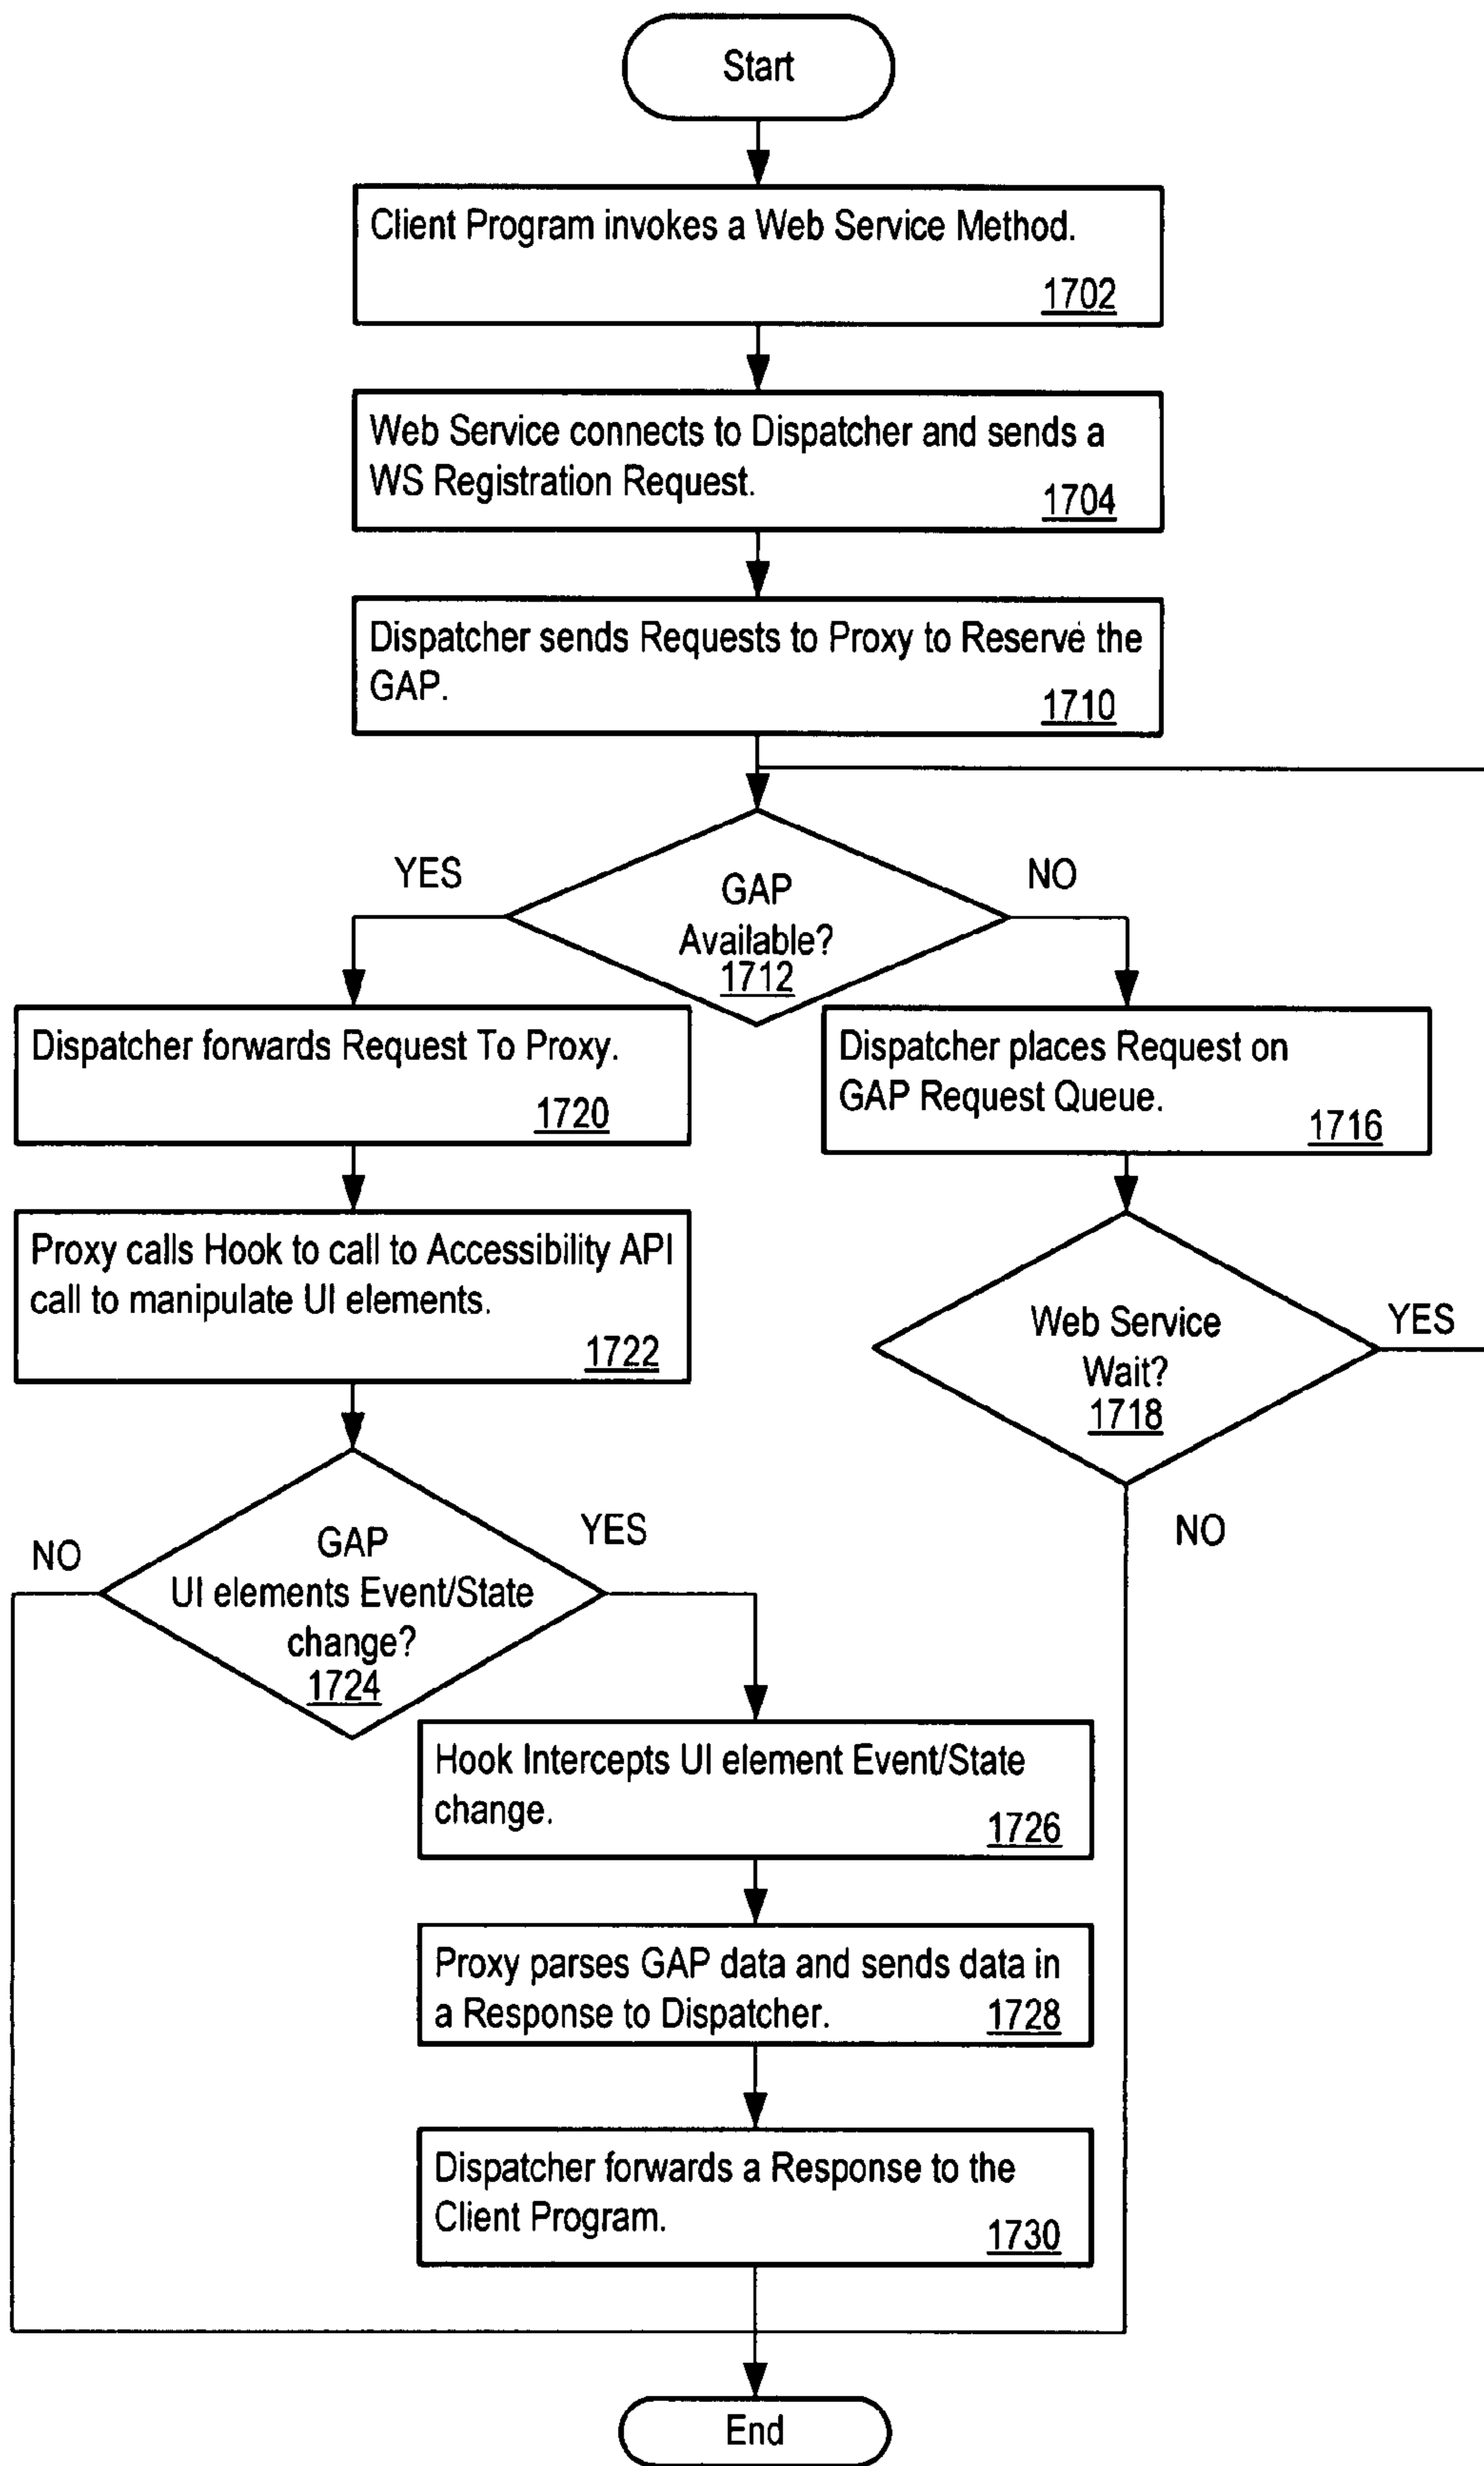 Start
Client Program invokes a Web Service Method.
1702
Web Service connects to Dispatcher and sends a
WS Registration Request.
1704
Dispatcher sends Requests to Proxy to Reserve the
GAP.
1710
YES
NO
GAP
Available?
1712
Dispatcher forwards Request To Proxy.
1720
Dispatcher places Request on
GAP Request Queue.
1716
Proxy calls Hook to call to Accessibility API
call to manipulate UI elements.
1722
Web Service
Wait?
1718
YES
NO
NO
YES
GAP
UI elements Event/State
change?
1724
Hook Intercepts UI element Event/State
change.
1726
Proxy parses GAP data and sends data in
a Response to Dispatcher.
1728
Dispatcher forwards a Response to the
Client Program.
1730
End